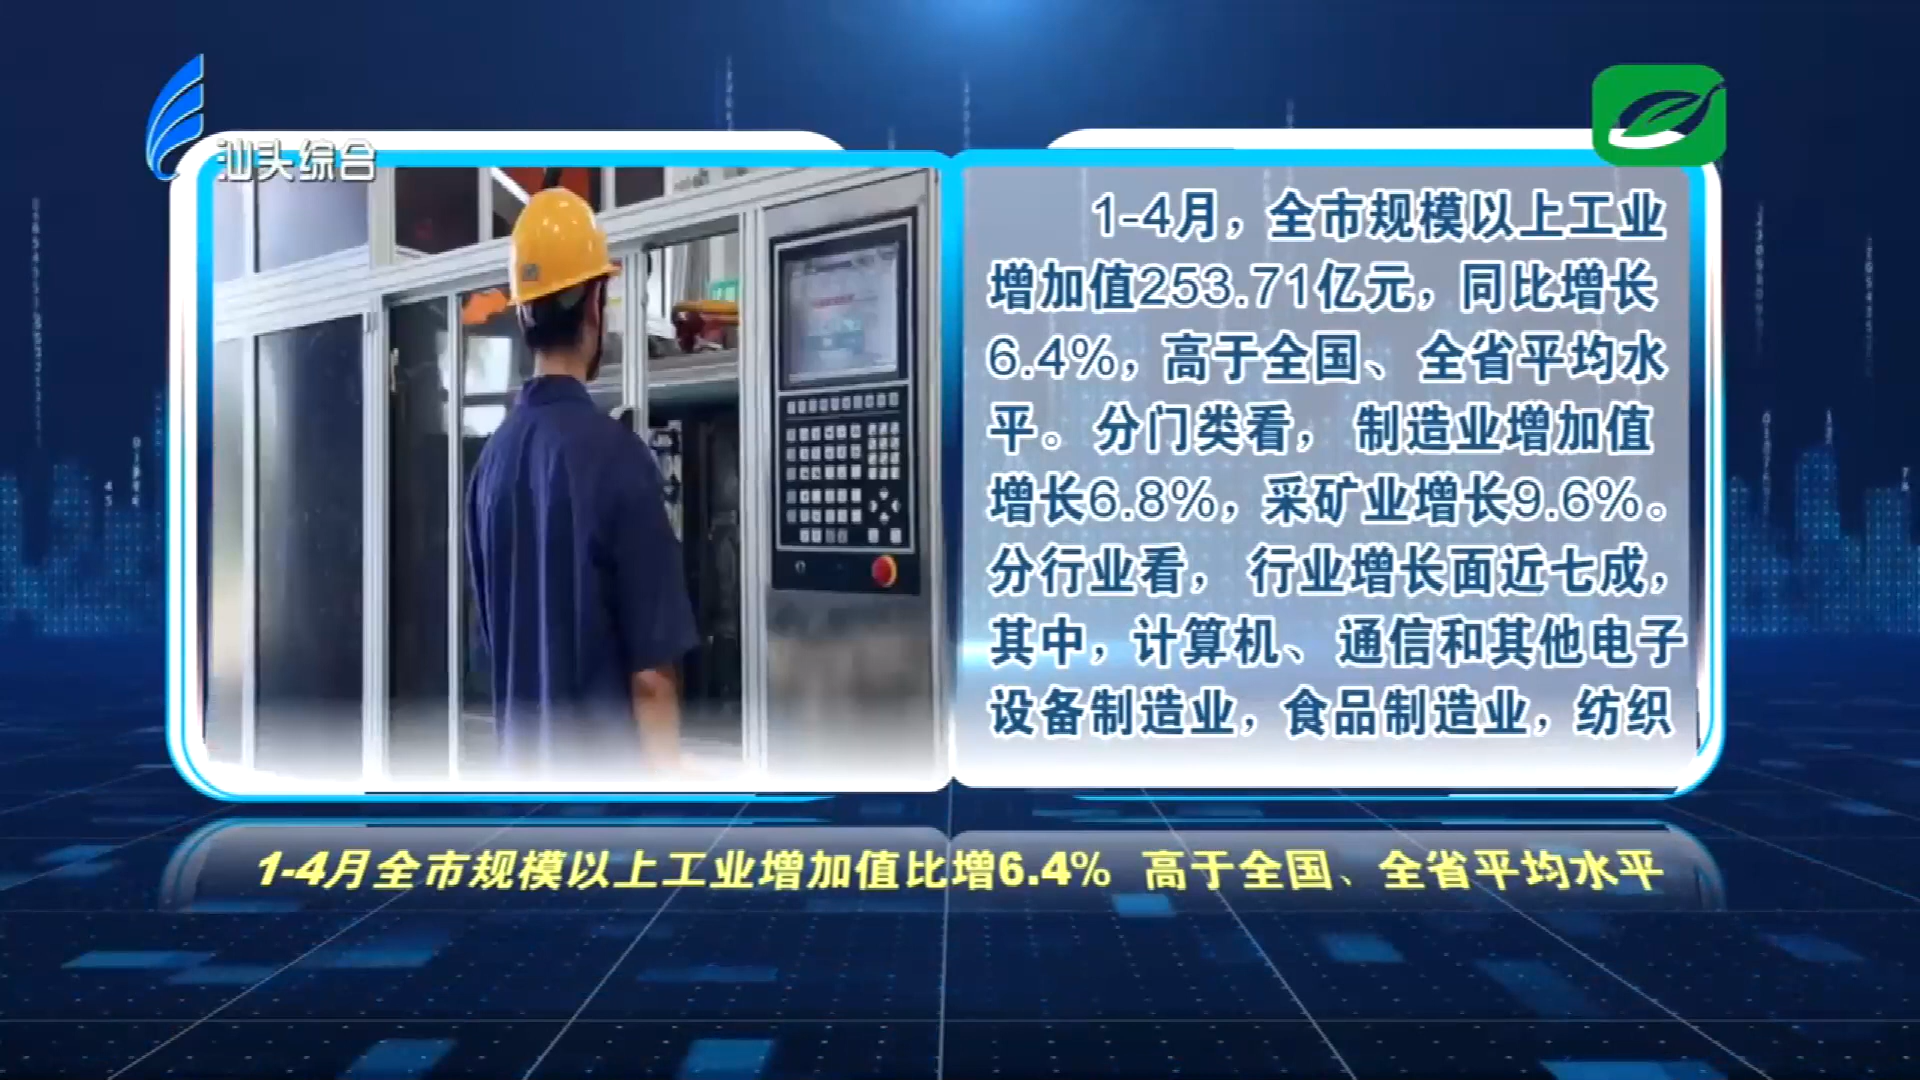 汕头综合
1-4月，全市规模以上工业
增加值253.71亿元，同比增长
6.4%，高于全国、全省平均水
平。分门类看， 制造业增加值
增长6.8%，采矿业增长9.6%。
分行业看， 行业增长面近七成，
其中，计算机、通信和其他电子
设备制造业，食品制造业，纺织
1-4月全市规模以上工业增加值比增6.4% 高于全国、全省平均水平